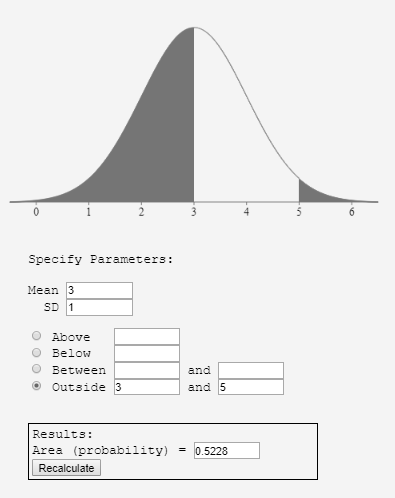 0 1 2 3 4 5 6
Specify Parameters:
Mean 3
SD 1
Above
Below
Between and
Outside 3 and 5
Results:
Area (probability) = 0.5228
Recalculate